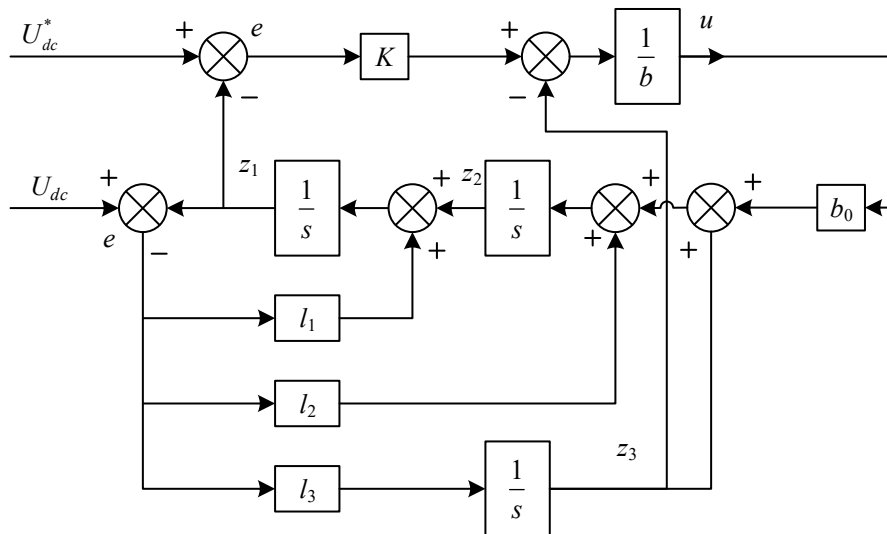 U*dc + e K + 1/b u
− −
Udc + z1 1/s + z2 1/s + + b0
e − + + +
l1
l2
l3 1/s z3